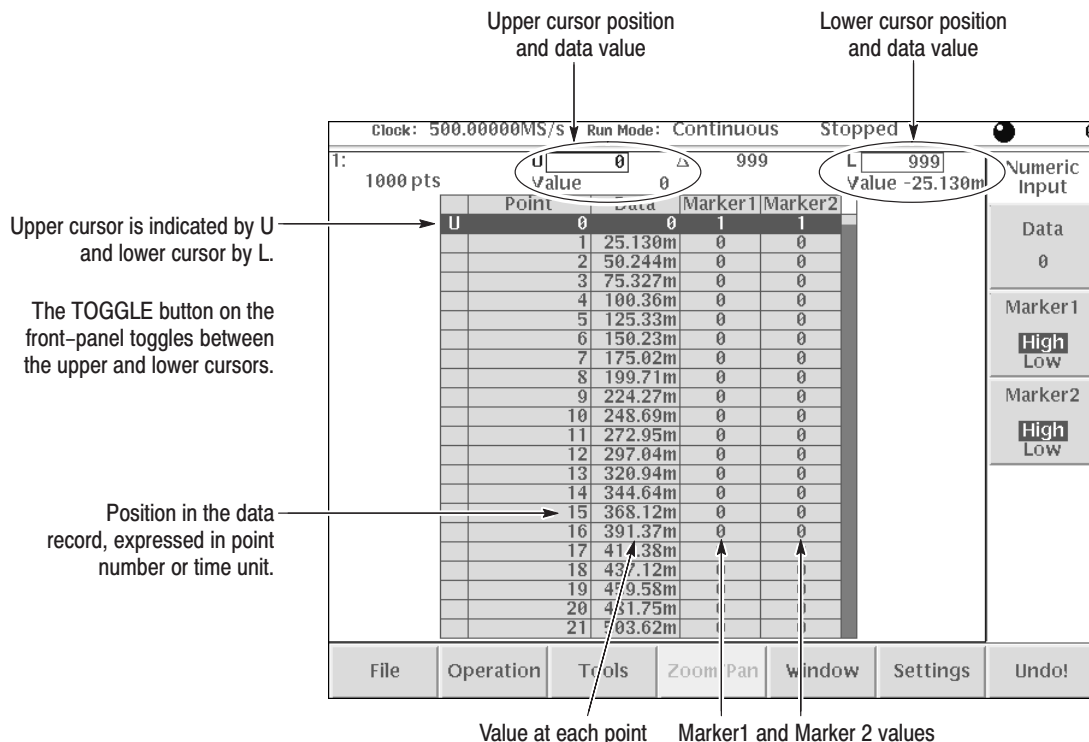 Upper cursor position
and data value
Lower cursor position
and data value
Clock: 500.00000MS/s Run Mode: Continuous Stopped
1: U 0 Δ 999 L 999
1000 pts Value 0 Value -25.130m
Numeric
Input
Point Data Marker1 Marker2
U 0 0 1 1
1 25.130m 0 0
2 50.244m 0 0
3 75.327m 0 0
4 100.36m 0 0
5 125.33m 0 0
6 150.23m 0 0
7 175.02m 0 0
8 199.71m 0 0
9 224.27m 0 0
10 248.69m 0 0
11 272.95m 0 0
12 297.04m 0 0
13 320.94m 0 0
14 344.64m 0 0
15 368.12m 0 0
16 391.37m 0 0
17
18 437.12m
19 459.58m
20 481.75m
21 503.62m
Data
0
Marker1
High
Low
Marker2
High
Low
Upper cursor is indicated by U
and lower cursor by L.
The TOGGLE button on the
front-panel toggles between
the upper and lower cursors.
Position in the data
record, expressed in point
number or time unit.
File Operation Tools Zoom/Pan Window Settings Undo!
Value at each point
Marker1 and Marker 2 values